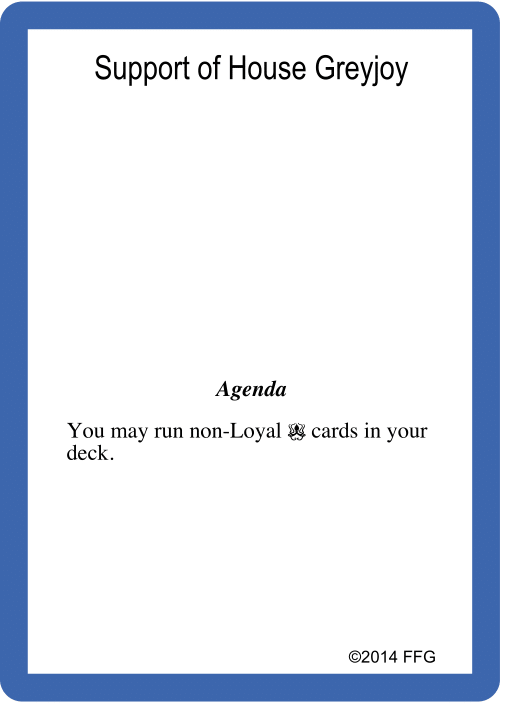 Support of House Greyjoy
Agenda
You may run non-Loyal cards in your
deck.
©2014 FFG